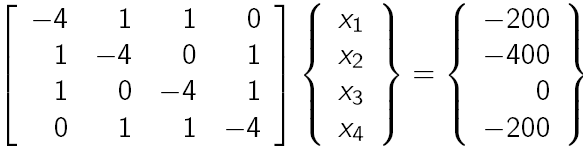 [ −4 1 1 0 ] { x₁ } = { −200 }
[ 1 −4 0 1 ] { x₂ } = { −400 }
[ 1 0 −4 1 ] { x₃ } = { 0 }
[ 0 1 1 −4 ] { x₄ } = { −200 }